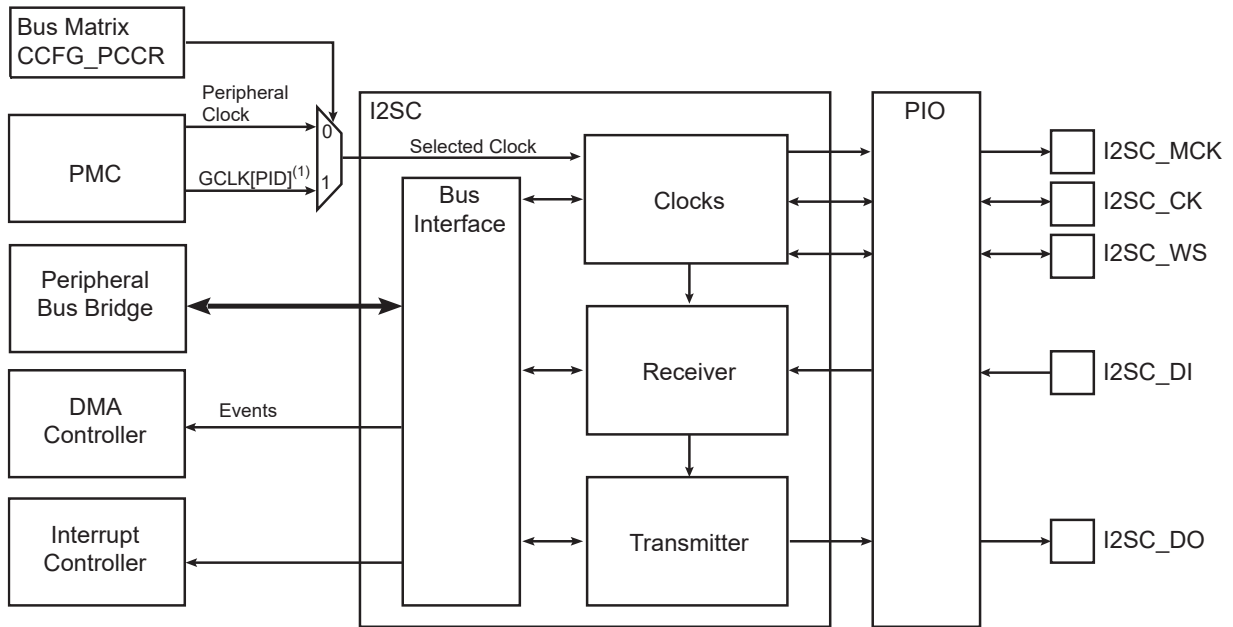 Bus Matrix
CCFG_PCCR
Peripheral
Clock
I2SC
PIO
0
Selected Clock
I2SC_MCK
PMC
GCLK[PID](1)
1
Bus
Interface
Clocks
I2SC_CK
I2SC_WS
Peripheral
Bus Bridge
Receiver
I2SC_DI
DMA
Controller
Events
Interrupt
Controller
Transmitter
I2SC_DO